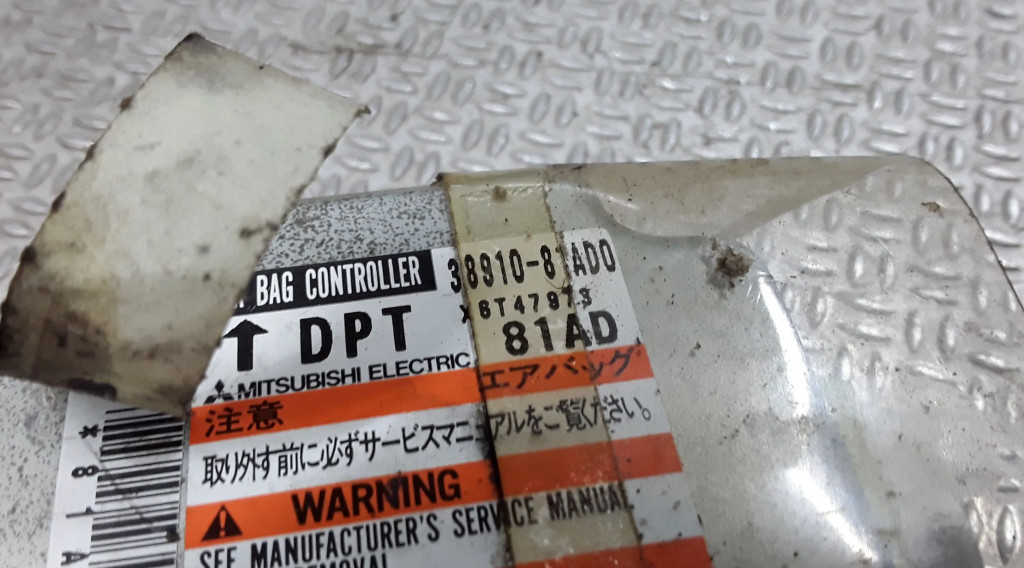 BAG CONTROLLER
38910-81AD0
DPT
x6T47973
81AD
MITSUBISHI ELECTRIC
注意
エアバッグ
取り外す前に必ずサービスマニュアルをご覧ください。
WARNING
SEE MANUFACTURER'S SERVICE MANUAL
*81A